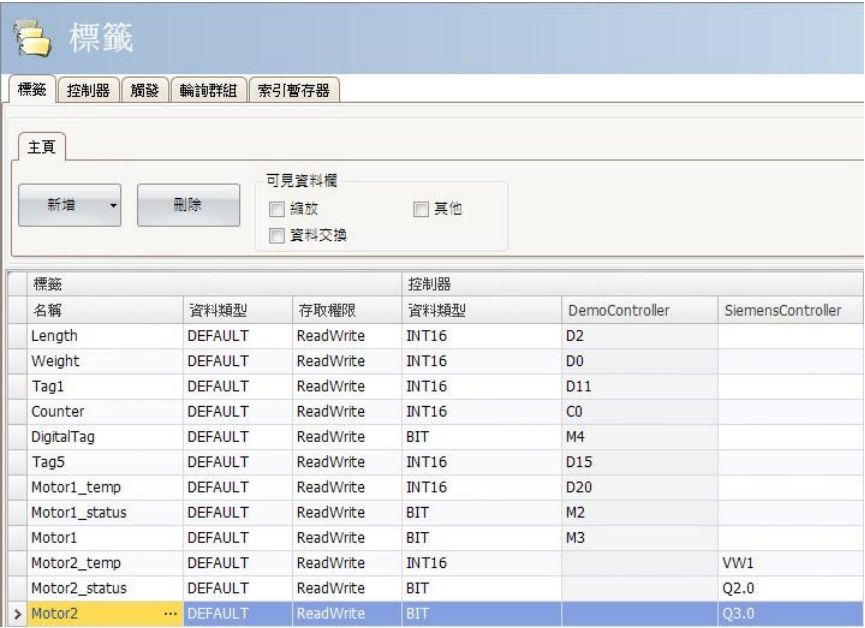 標籤
標籤 控制器 觸發 輪詢群組 索引暫存器
主頁
可見資料欄
新增 刪除 縮放 其他
資料交換
標籤 控制器
名稱 資料類型 存取權限 資料類型 DemoController SiemensController
Length DEFAULT ReadWrite INT16 D2
Weight DEFAULT ReadWrite INT16 D0
Tag1 DEFAULT ReadWrite INT16 D11
Counter DEFAULT ReadWrite INT16 C0
DigitalTag DEFAULT ReadWrite BIT M4
Tag5 DEFAULT ReadWrite INT16 D15
Motor1_temp DEFAULT ReadWrite INT16 D20
Motor1_status DEFAULT ReadWrite BIT M2
Motor1 DEFAULT ReadWrite BIT M3
Motor2_temp DEFAULT ReadWrite INT16 VW1
Motor2_status DEFAULT ReadWrite BIT Q2.0
Motor2 ... DEFAULT ReadWrite BIT Q3.0